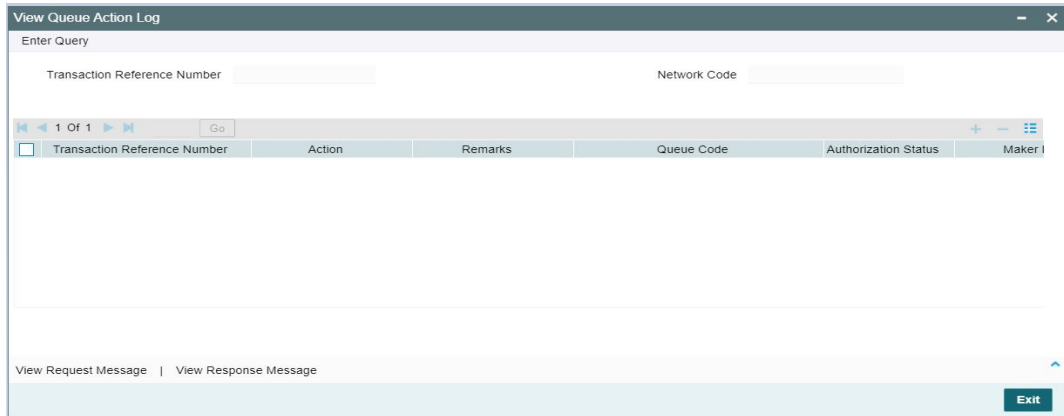 View Queue Action Log
Enter Query
Transaction Reference Number Network Code
1 Of 1 Go
Transaction Reference Number Action Remarks Queue Code Authorization Status Maker I
View Request Message | View Response Message
Exit